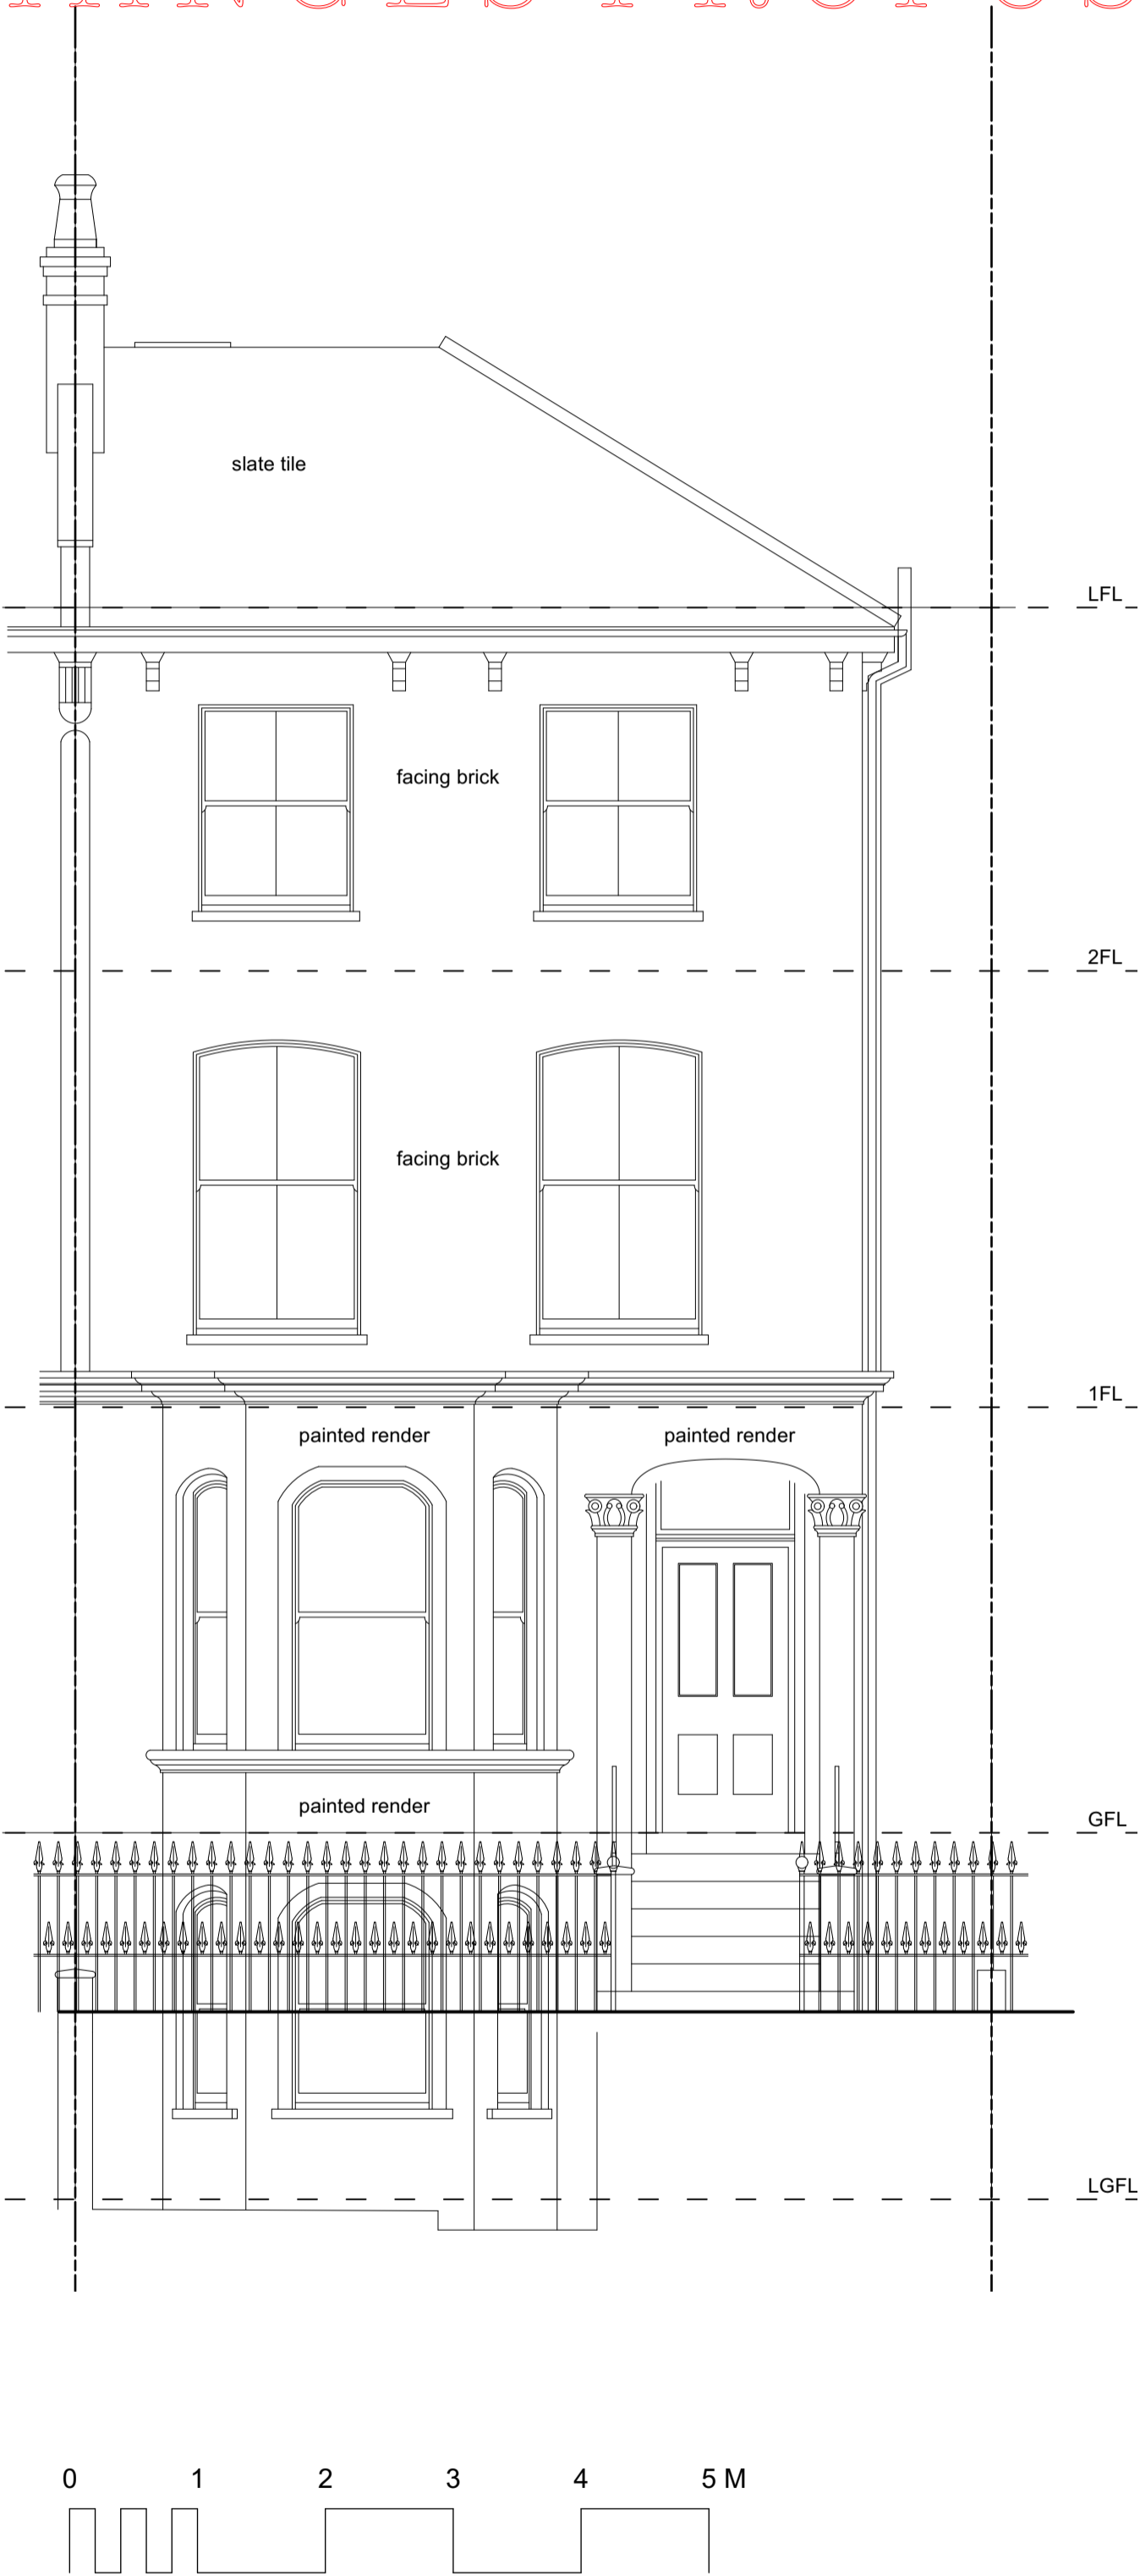 slate tile
LFL
facing brick
2FL
facing brick
1FL
painted render painted render
painted render
GFL
LGFL
0 1 2 3 4 5 M